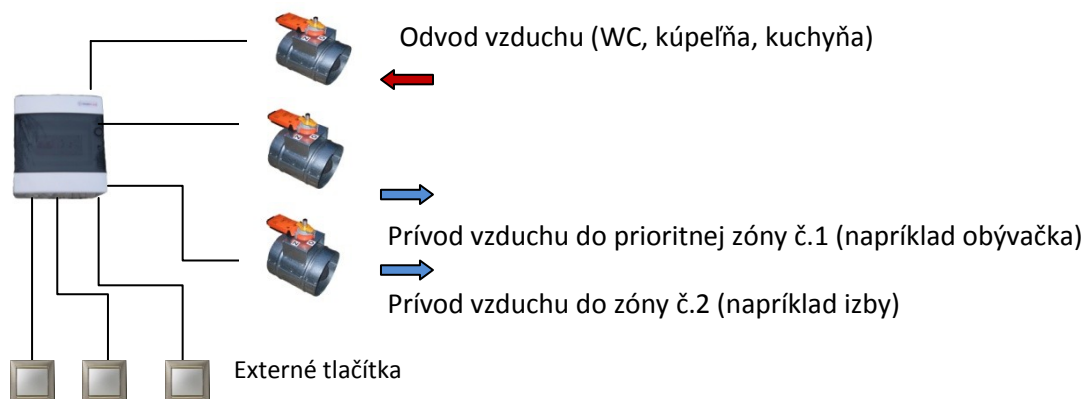 Odvod vzduchu (WC, kúpeľňa, kuchyňa)
Prívod vzduchu do prioritnej zóny č.1 (napríklad obývačka)
Prívod vzduchu do zóny č.2 (napríklad izby)
Externé tlačítka